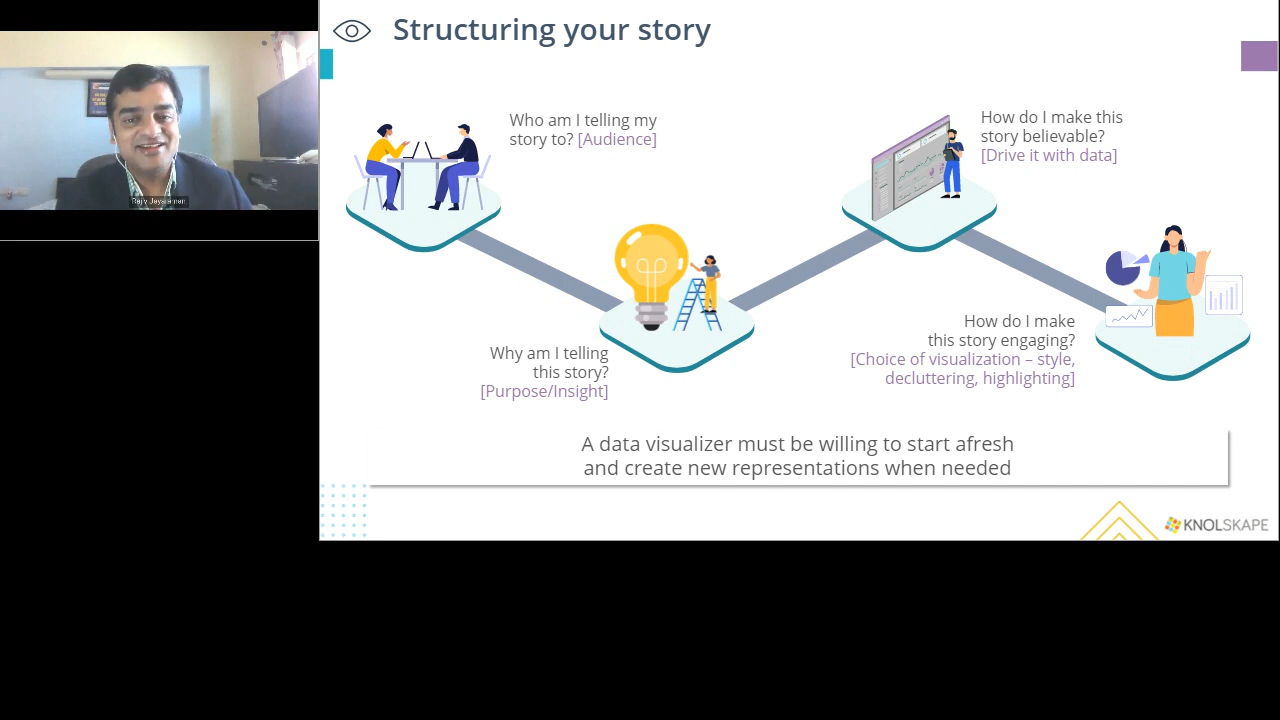 Structuring your story
Rajiv Jayaraman
Who am I telling my
story to? [Audience]
How do I make this
story believable?
[Drive it with data]
Why am I telling
this story?
[Purpose/Insight]
How do I make
this story engaging?
[Choice of visualization – style,
decluttering, highlighting]
A data visualizer must be willing to start afresh
and create new representations when needed
KNOLSKAPE